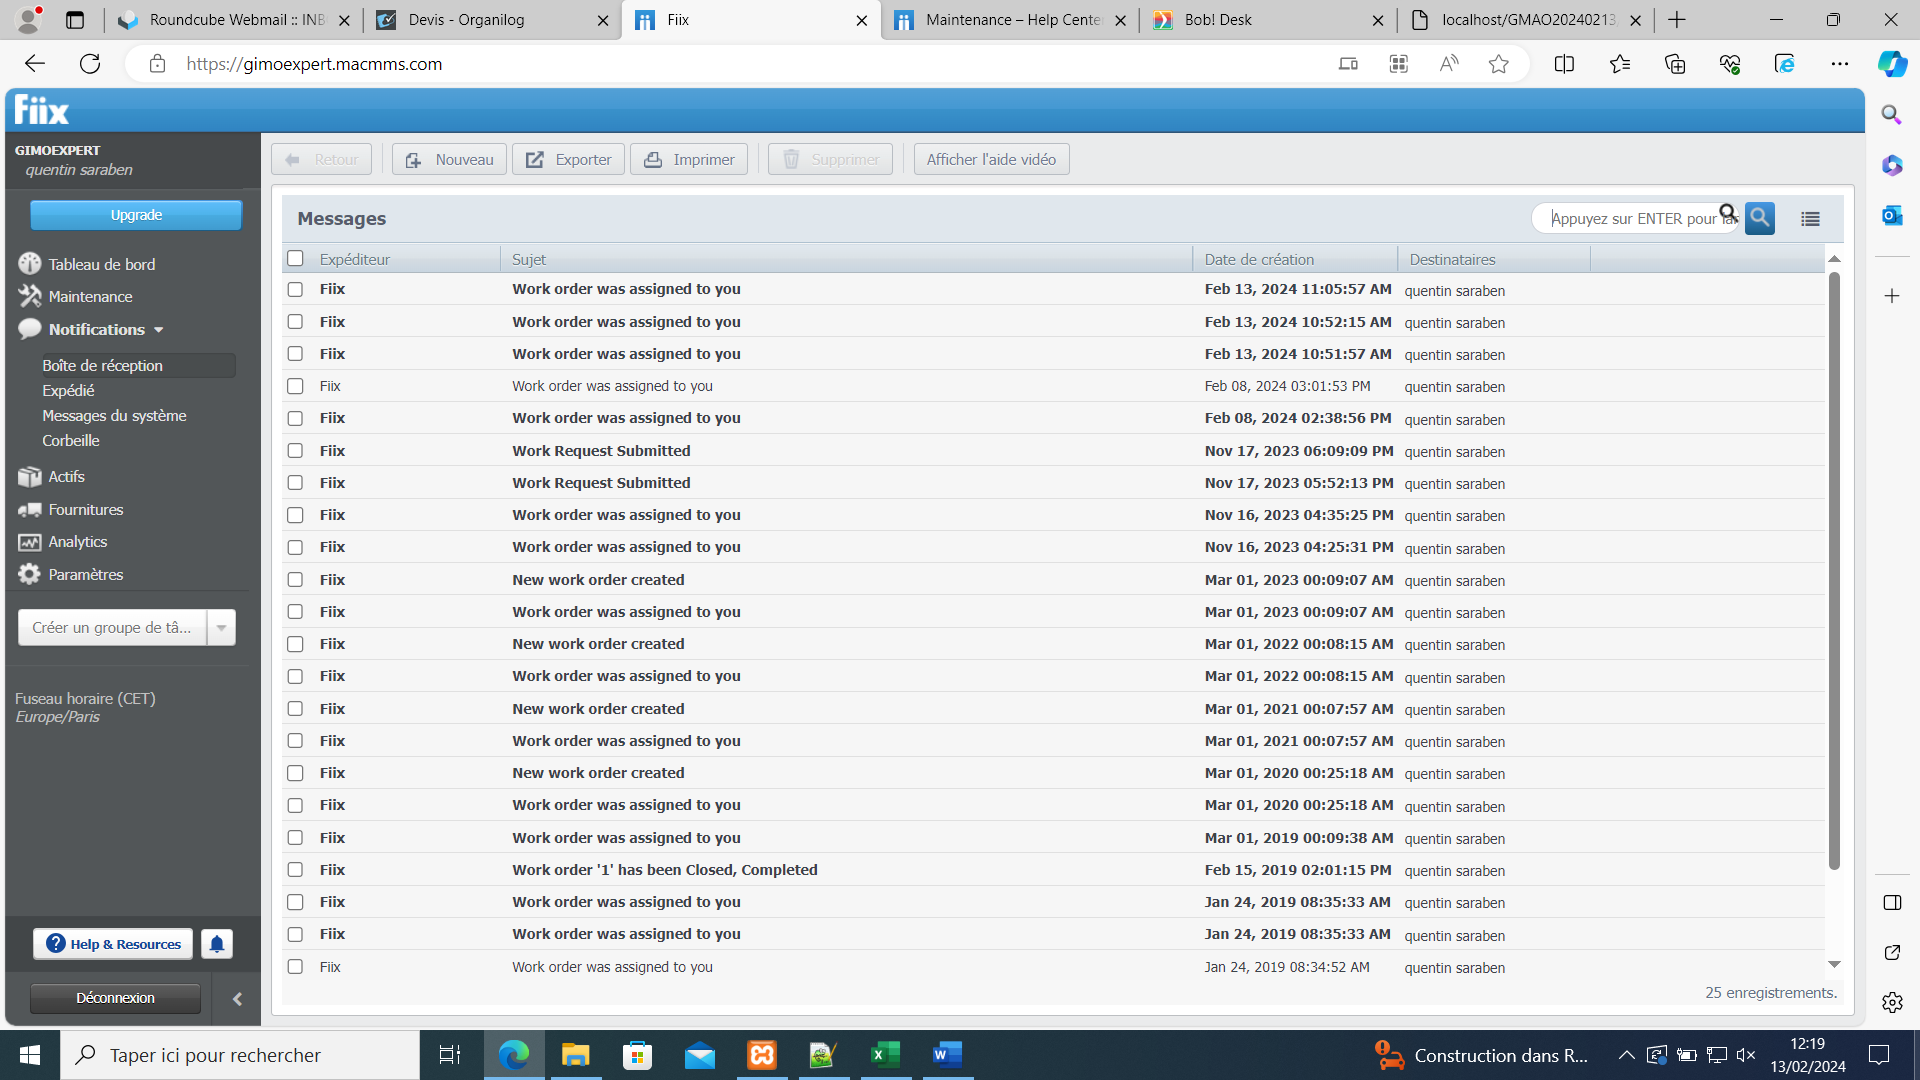 Roundcube Webmail :: INB
Devis - Organilog
Fiix
Maintenance – Help Center
Bob! Desk
localhost/GMAO20240213
https://gimoexpert.macmms.com
Fiix
GIMOEXPERT
quentin saraben
Upgrade
Tableau de bord
Maintenance
Notifications
Boîte de réception
Expédié
Messages du système
Corbeille
Actifs
Fournitures
Analytics
Paramètres
Créer un groupe de tâ...
Fuseau horaire (CET)
Europe/Paris
Help & Resources
Déconnexion
Retour Nouveau Exporter Imprimer Supprimer Afficher l'aide vidéo
Messages
Appuyez sur ENTER pour
Expéditeur Sujet Date de création Destinataires
Fiix Work order was assigned to you Feb 13, 2024 11:05:57 AM quentin saraben
Fiix Work order was assigned to you Feb 13, 2024 10:52:15 AM quentin saraben
Fiix Work order was assigned to you Feb 13, 2024 10:51:57 AM quentin saraben
Fiix Work order was assigned to you Feb 08, 2024 03:01:53 PM quentin saraben
Fiix Work order was assigned to you Feb 08, 2024 02:38:56 PM quentin saraben
Fiix Work Request Submitted Nov 17, 2023 06:09:09 PM quentin saraben
Fiix Work Request Submitted Nov 17, 2023 05:52:13 PM quentin saraben
Fiix Work order was assigned to you Nov 16, 2023 04:35:25 PM quentin saraben
Fiix Work order was assigned to you Nov 16, 2023 04:25:31 PM quentin saraben
Fiix New work order created Mar 01, 2023 00:09:07 AM quentin saraben
Fiix Work order was assigned to you Mar 01, 2023 00:09:07 AM quentin saraben
Fiix New work order created Mar 01, 2022 00:08:15 AM quentin saraben
Fiix Work order was assigned to you Mar 01, 2022 00:08:15 AM quentin saraben
Fiix New work order created Mar 01, 2021 00:07:57 AM quentin saraben
Fiix Work order was assigned to you Mar 01, 2021 00:07:57 AM quentin saraben
Fiix New work order created Mar 01, 2020 00:25:18 AM quentin saraben
Fiix Work order was assigned to you Mar 01, 2020 00:25:18 AM quentin saraben
Fiix Work order was assigned to you Mar 01, 2019 00:09:38 AM quentin saraben
Fiix Work order '1' has been Closed, Completed Feb 15, 2019 02:01:15 PM quentin saraben
Fiix Work order was assigned to you Jan 24, 2019 08:35:33 AM quentin saraben
Fiix Work order was assigned to you Jan 24, 2019 08:35:33 AM quentin saraben
Fiix Work order was assigned to you Jan 24, 2019 08:34:52 AM quentin saraben
25 enregistrements.
Taper ici pour rechercher
Construction dans R...
12:19
13/02/2024